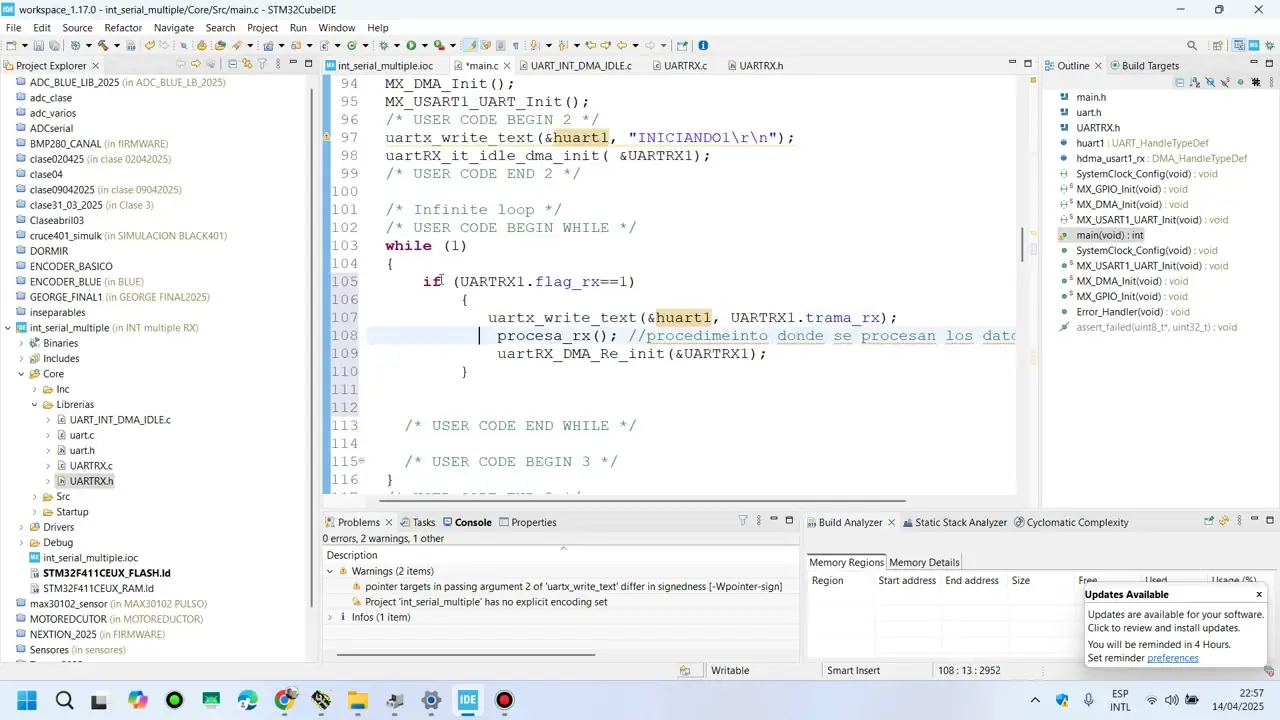 workspace_1.17.0 - int_serial_multiple/Core/Src/main.c - STM32CubeIDE
File Edit Source Refactor Navigate Search Project Run Window Help
Project Explorer
ADC_BLUE_LIB_2025 (in ADC_BLUE_LIB_2025)
adc_clase
adc_varios
ADCserial
BMP280_CANAL (in fIRMWARE)
clase020425 (in clase 02042025)
clase04
clase09042025 (in clase 09042025)
clase31_03_2025 (in Clase 3)
Claseabril03
cruce401_simulk (in SIMULACION BLACK401)
DORMIR
ENCODER_BASICO
ENCODER_BLUE (in BLUE)
GEORGE_FINAL1 (in GEORGE FINAL2025)
inseparables
int_serial_multiple (in INT multiple RX)
Binaries
Includes
Core
Inc
Librerias
UART_INT_DMA_IDLE.c
uart.c
uart.h
UARTRX.c
UARTRX.h
Src
Startup
Drivers
Debug
int_serial_multiple.ioc
STM32F411CEUX_FLASH.ld
STM32F411CEUX_RAM.ld
max30102_sensor (in MAX30102 PULSO)
MOTOREDCUTOR (in MOTOREDUCTOR)
NEXTION_2025 (in FIRMWARE)
Sensores (in sensores)
int_serial_multiple.ioc *main.c UART_INT_DMA_IDLE.c UARTRX.c UARTRX.h
94 MX_DMA_Init();
95 MX_USART1_UART_Init();
96 /* USER CODE BEGIN 2 */
97 uartx_write_text(&huart1, "INICIANDO1\r\n");
98 uartRX_it_idle_dma_init( &UARTRX1);
99 /* USER CODE END 2 */
100
101 /* Infinite loop */
102 /* USER CODE BEGIN WHILE */
103 while (1)
104 {
105 if (UARTRX1.flag_rx==1)
106 {
107 uartx_write_text(&huart1, UARTRX1.trama_rx);
108 procesa_rx(); //procedimeinto donde se procesan los dato
109 uartRX_DMA_Re_init(&UARTRX1);
110 }
111
112
113 /* USER CODE END WHILE */
114
115 /* USER CODE BEGIN 3 */
116 }
Outline Build Targets
main.h
uart.h
UARTRX.h
huart1 : UART_HandleTypeDef
hdma_usart1_rx : DMA_HandleTypeDef
SystemClock_Config(void) : void
MX_GPIO_Init(void) : void
MX_DMA_Init(void) : void
MX_USART1_UART_Init(void) : void
main(void) : int
SystemClock_Config(void) : void
MX_USART1_UART_Init(void) : void
MX_DMA_Init(void) : void
MX_GPIO_Init(void) : void
Error_Handler(void) : void
assert_failed(uint8_t*, uint32_t) : void
Problems Tasks Console Properties
0 errors, 2 warnings, 1 other
Description
Warnings (2 items)
pointer targets in passing argument 2 of 'uartx_write_text' differ in signedness [-Wpointer-sign]
Project 'int_serial_multiple' has no explicit encoding set
Infos (1 item)
Build Analyzer Static Stack Analyzer Cyclomatic Complexity
Memory Regions Memory Details
Region Start address End address Size Free Used Usage (%)
Updates Available
Updates are available for your software.
Click to review and install updates.
You will be reminded in 4 Hours.
Set reminder preferences
Writable Smart Insert 108 : 13 : 2952
IDE
ESP
INTL
22:57
14/04/2025